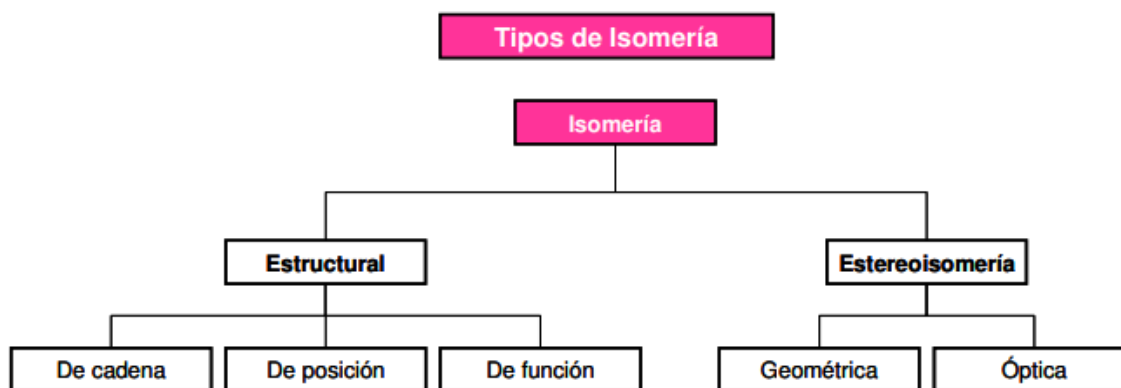 Tipos de Isomería
Isomería
Estructural
Estereoisomería
De cadena
De posición
De función
Geométrica
Óptica